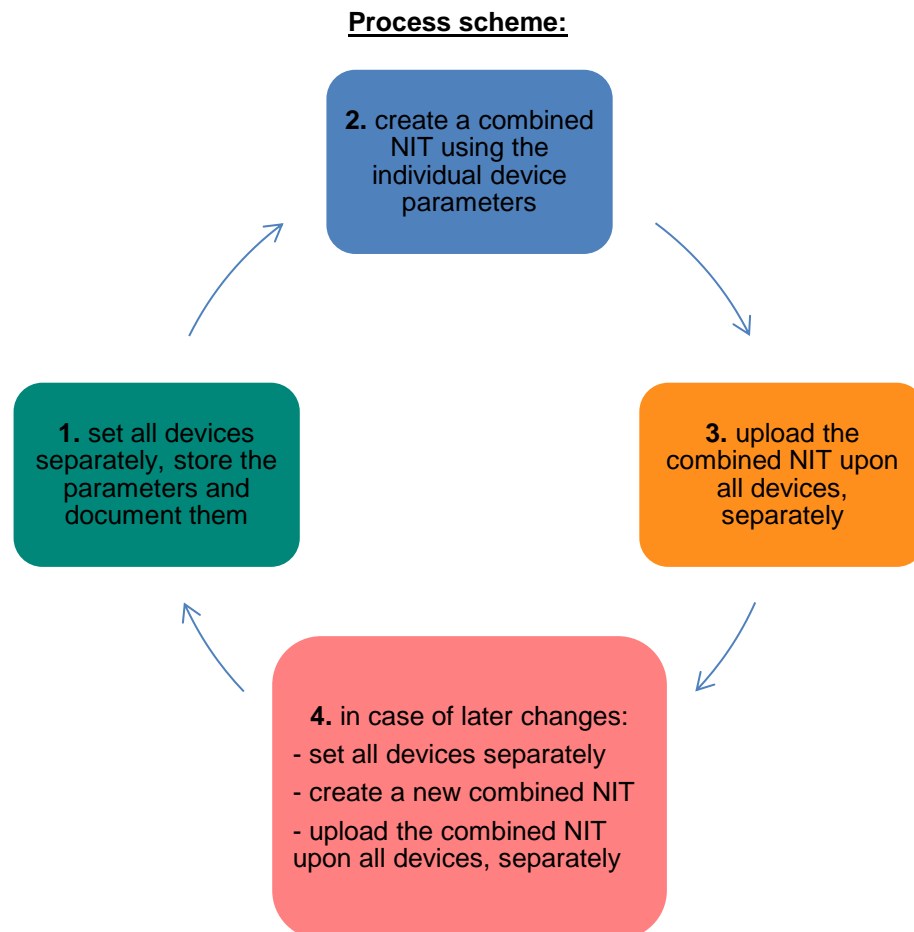 Process scheme:
2. create a combined
NIT using the
individual device
parameters
1. set all devices
separately, store the
parameters and
document them
3. upload the
combined NIT upon
all devices,
separately
4. in case of later changes:
- set all devices separately
- create a new combined NIT
- upload the combined NIT
upon all devices, separately